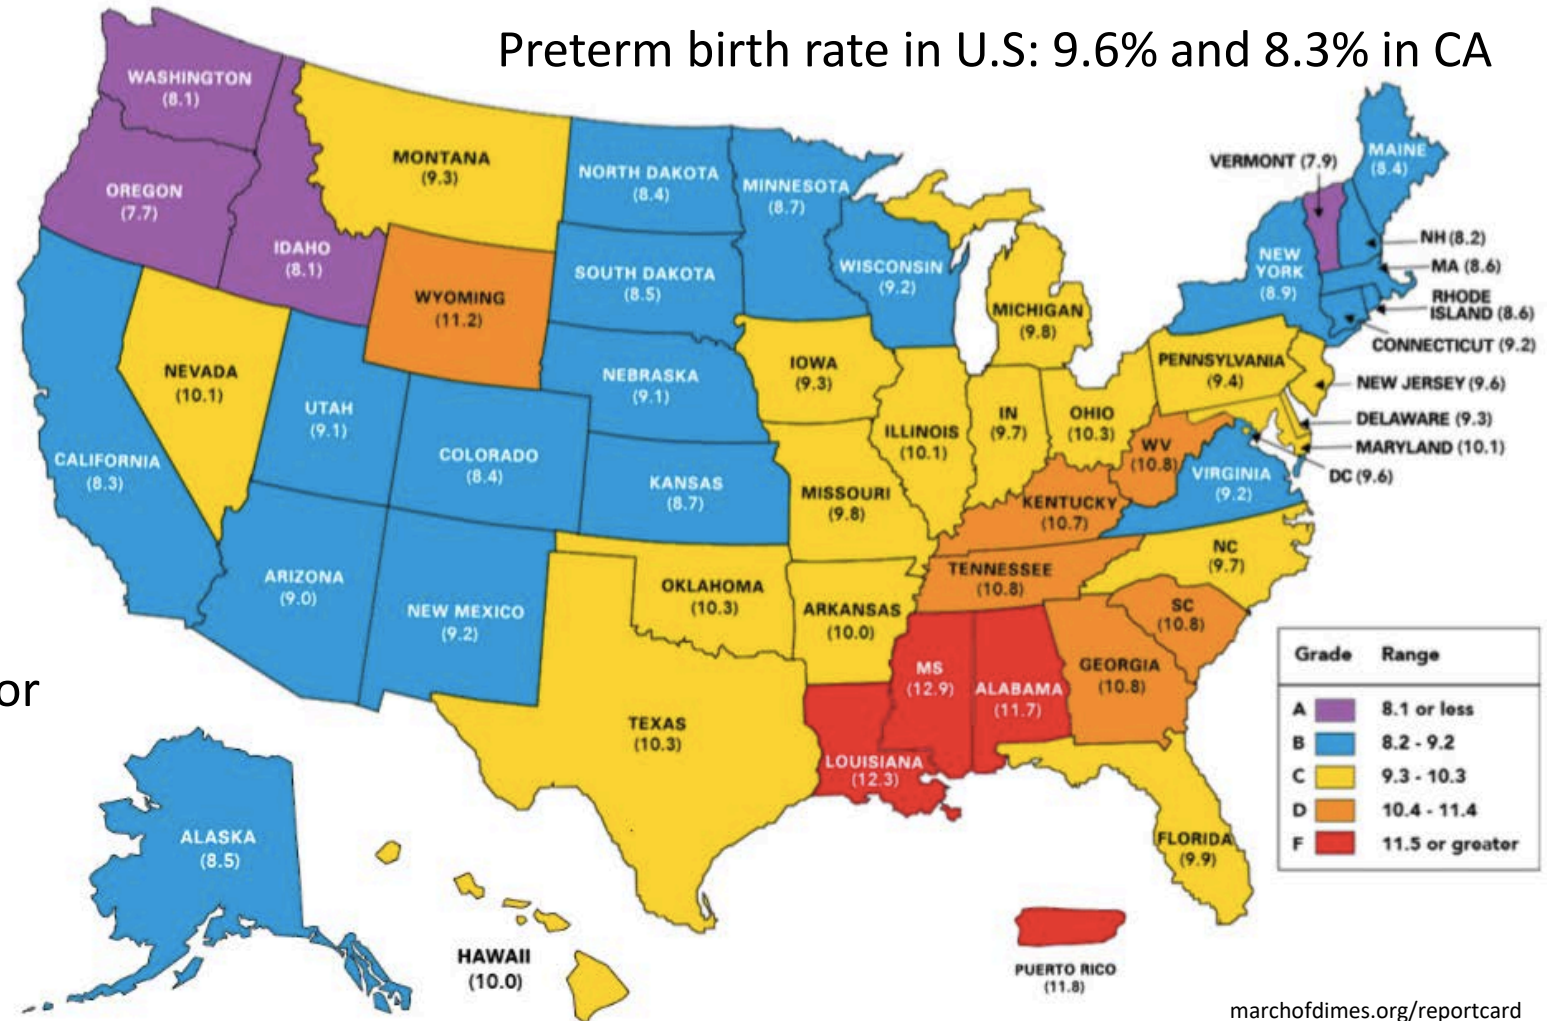 Preterm birth rate in U.S: 9.6% and 8.3% in CA
WASHINGTON
(8.1)
OREGON
(7.7)
IDAHO
(8.1)
MONTANA
(9.3)
WYOMING
(11.2)
NORTH DAKOTA
(8.4)
SOUTH DAKOTA
(8.5)
MINNESOTA
(8.7)
WISCONSIN
(9.2)
MICHIGAN
(9.8)
NEW
YORK
(8.9)
VERMONT (7.9)
MAINE
(8.4)
NH (8.2)
MA (8.6)
RHODE
ISLAND (8.6)
CONNECTICUT (9.2)
NEW JERSEY (9.6)
DELAWARE (9.3)
MARYLAND (10.1)
DC (9.6)
PENNSYLVANIA
(9.4)
CALIFORNIA
(8.3)
NEVADA
(10.1)
UTAH
(9.1)
COLORADO
(8.4)
NEBRASKA
(9.1)
KANSAS
(8.7)
IOWA
(9.3)
MISSOURI
(9.8)
ILLINOIS
(10.1)
IN
(9.7)
OHIO
(10.3)
WV
(10.8)
VIRGINIA
(9.2)
KENTUCKY
(10.7)
ARIZONA
(9.0)
NEW MEXICO
(9.2)
OKLAHOMA
(10.3)
ARKANSAS
(10.0)
TENNESSEE
(10.8)
NC
(9.7)
SC
(10.8)
MS
(12.9)
ALABAMA
(11.7)
GEORGIA
(10.8)
TEXAS
(10.3)
LOUISIANA
(12.3)
FLORIDA
(9.9)
or
ALASKA
(8.5)
HAWAII
(10.0)
PUERTO RICO
(11.8)
Grade Range
A 8.1 or less
B 8.2 - 9.2
C 9.3 - 10.3
D 10.4 - 11.4
F 11.5 or greater
marchofdimes.org/reportcard